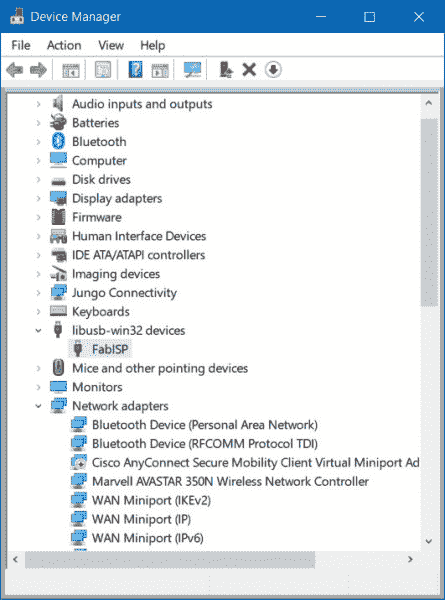 Device Manager
File Action View Help
Audio inputs and outputs
Batteries
Bluetooth
Computer
Disk drives
Display adapters
Firmware
Human Interface Devices
IDE ATA/ATAPI controllers
Imaging devices
Jungo Connectivity
Keyboards
libusb-win32 devices
FabISP
Mice and other pointing devices
Monitors
Network adapters
Bluetooth Device (Personal Area Network)
Bluetooth Device (RFCOMM Protocol TDI)
Cisco AnyConnect Secure Mobility Client Virtual Miniport Ad
Marvell AVASTAR 350N Wireless Network Controller
WAN Miniport (IKEv2)
WAN Miniport (IP)
WAN Miniport (IPv6)